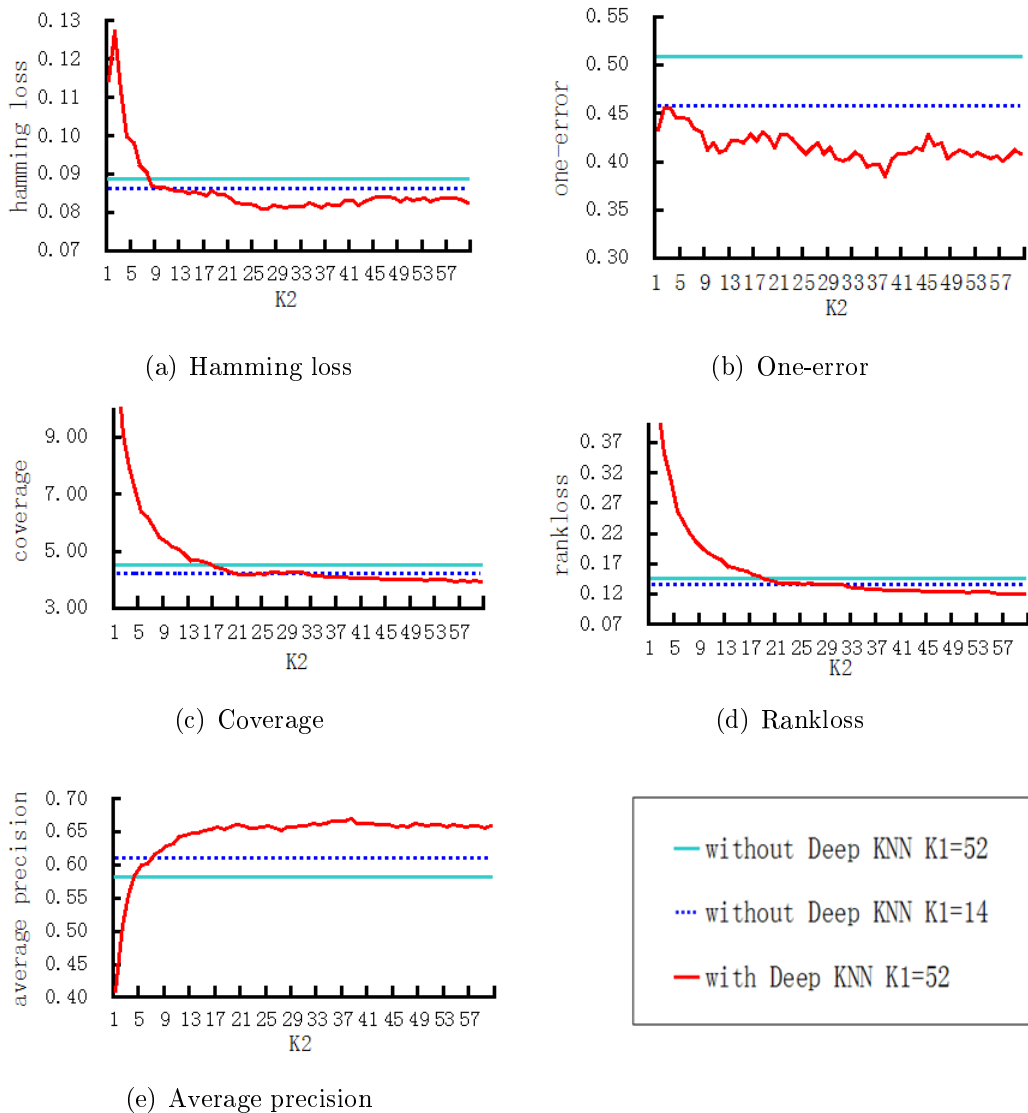 0.13
0.12
0.11
0.10
0.09
0.08
0.07
hamming loss
1 5 9 13 17 21 25 29 33 37 41 45 49 53 57
K2
(a) Hamming loss
0.55
0.50
0.45
0.40
0.35
0.30
one-error
1 5 9 13 17 21 25 29 33 37 41 45 49 53 57
K2
(b) One-error
9.00
7.00
5.00
3.00
coverage
1 5 9 13 17 21 25 29 33 37 41 45 49 53 57
K2
(c) Coverage
0.37
0.32
0.27
0.22
0.17
0.12
0.07
rankloss
1 5 9 13 17 21 25 29 33 37 41 45 49 53 57
K2
(d) Rankloss
0.70
0.65
0.60
0.55
0.50
0.45
0.40
average precision
1 5 9 13 17 21 25 29 33 37 41 45 49 53 57
K2
(e) Average precision
without Deep KNN K1=52
without Deep KNN K1=14
with Deep KNN K1=52